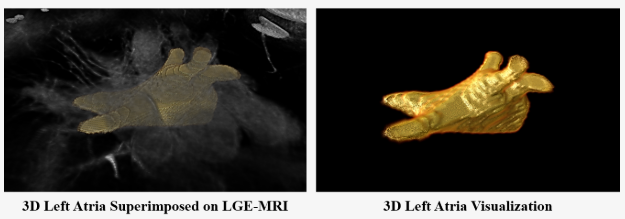 3D Left Atria Superimposed on LGE-MRI
3D Left Atria Visualization